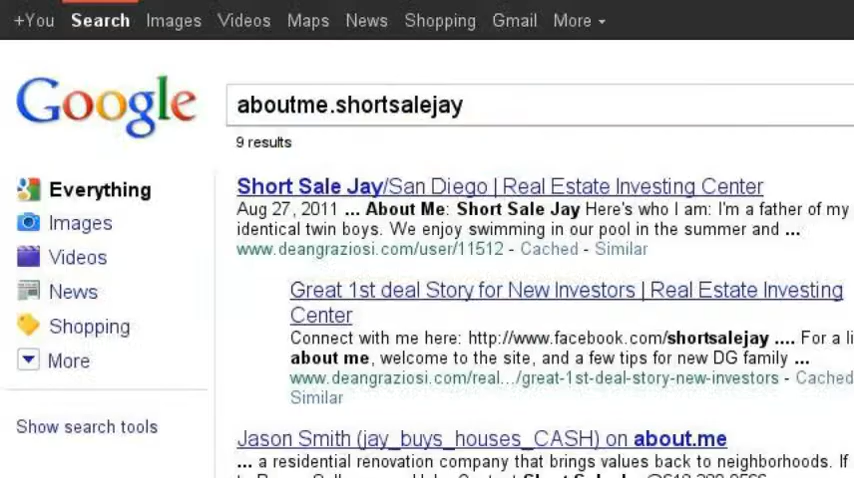 +You Search Images Videos Maps News Shopping Gmail More
Google
aboutme.shortsalejay
9 results
Everything
Images
Videos
News
Shopping
More
Show search tools
Short Sale Jay/San Diego | Real Estate Investing Center
Aug 27, 2011 ... About Me: Short Sale Jay Here's who I am: I'm a father of my
identical twin boys. We enjoy swimming in our pool in the summer and ...
www.deangraziosi.com/user/11512 - Cached - Similar
Great 1st deal Story for New Investors | Real Estate Investing
Center
Connect with me here: http://www.facebook.com/shortsalejay .... For a li
about me, welcome to the site, and a few tips for new DG family ...
www.deangraziosi.com/real.../great-1st-deal-story-new-investors - Cached
Similar
Jason Smith (jay_buys_houses_CASH) on about.me
... a residential renovation company that brings values back to neighborhoods. If